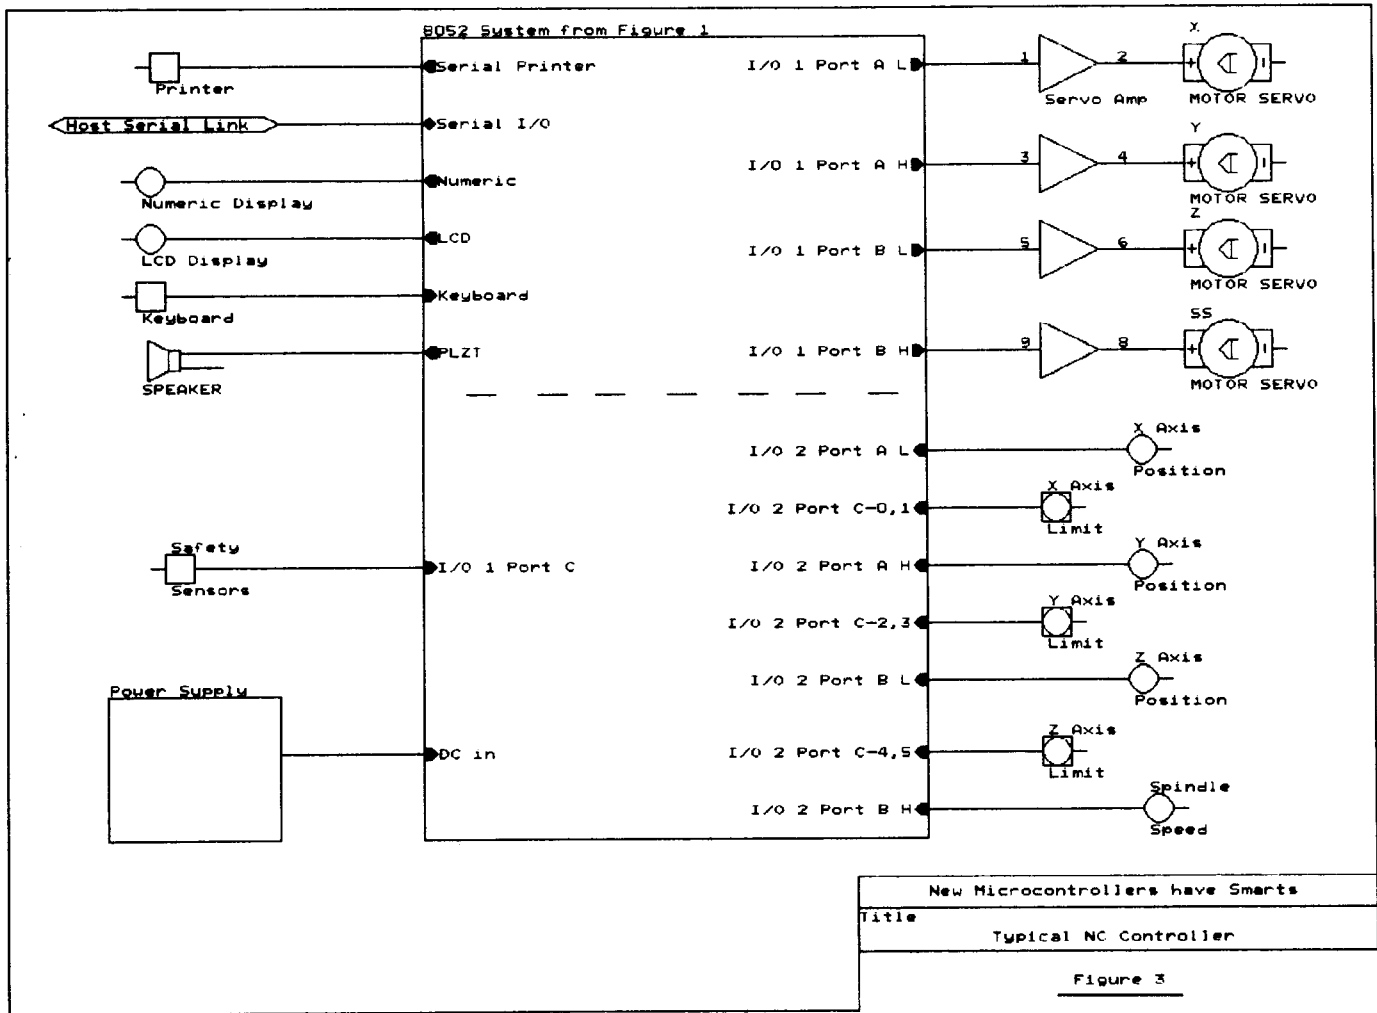 8052 System from Figure 1
Serial Printer
Printer
Host Serial Link
Serial I/O
Numeric
Numeric Display
LCD
LCD Display
Keyboard
Keyboard
PLZT
SPEAKER
Safety
Sensors
I/O 1 Port C
Power Supply
DC in
I/O 1 Port A L
1
2
Servo Amp
X
+
-
MOTOR SERVO
I/O 1 Port A H
3
4
Y
+
-
MOTOR SERVO
I/O 1 Port B L
5
6
Z
+
-
MOTOR SERVO
I/O 1 Port B H
9
8
SS
+
-
MOTOR SERVO
I/O 2 Port A L
X Axis
Position
I/O 2 Port C-0,1
X Axis
Limit
I/O 2 Port A H
Y Axis
Position
I/O 2 Port C-2,3
Y Axis
Limit
I/O 2 Port B L
Z Axis
Position
I/O 2 Port C-4,5
Z Axis
Limit
I/O 2 Port B H
Spindle
Speed
New Microcontrollers have Smarts
Title
Typical NC Controller
Figure 3